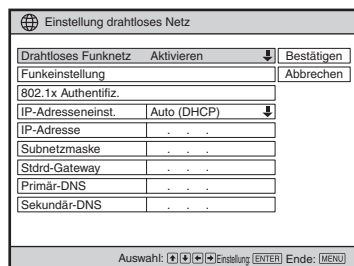 Einstellung drahtloses Netz
Drahtloses Funknetz Aktivieren Bestätigen
Funkeinstellung Abbrechen
802.1x Authentifiz.
IP-Adresseneinst. Auto (DHCP)
IP-Adresse . . .
Subnetzmaske . . .
Stdrd-Gateway . . .
Primär-DNS . . .
Sekundär-DNS . . .
Auswahl: Einstellung: ENTER Ende: MENU